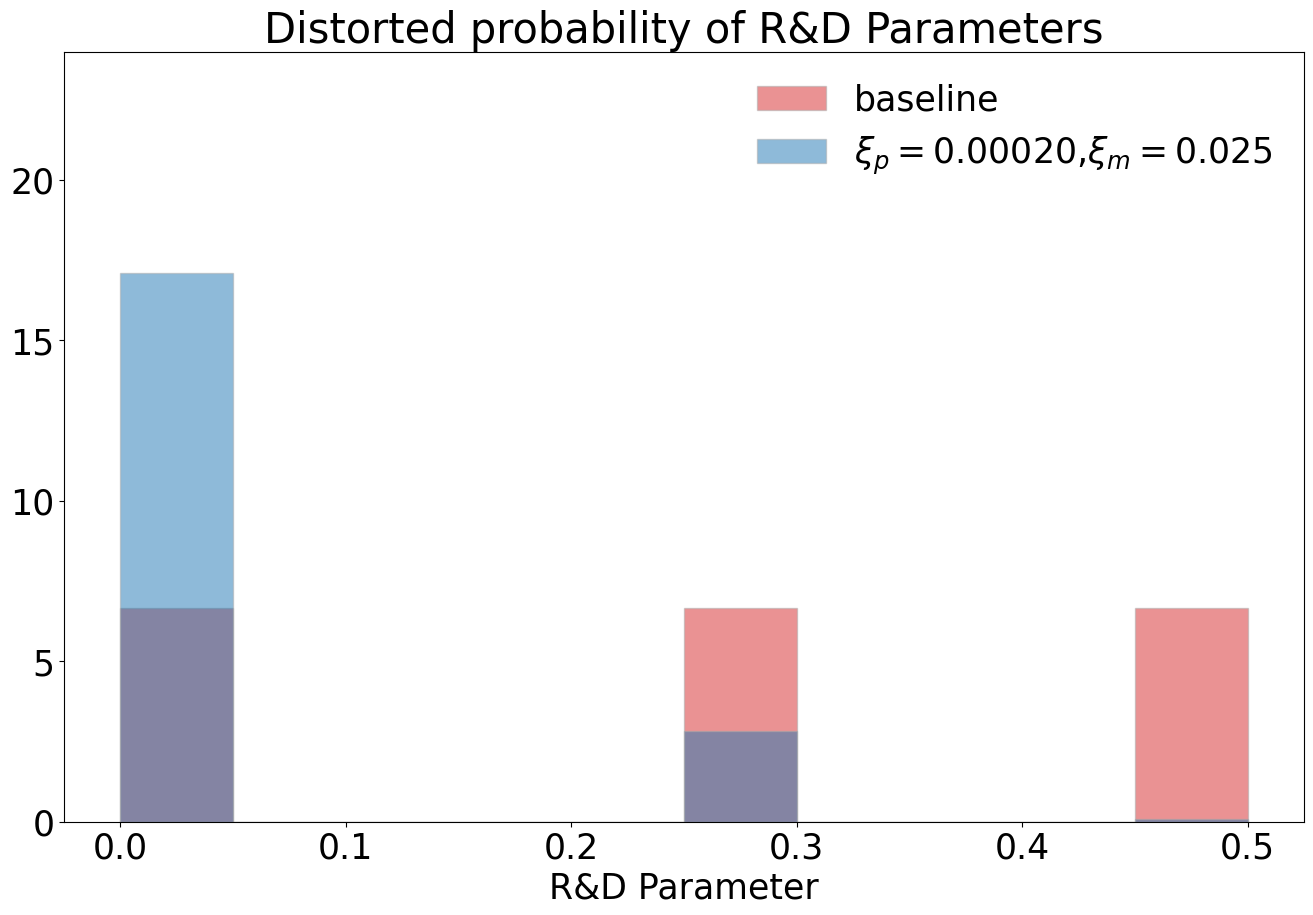 Distorted probability of R&D Parameters
baseline
ξₚ = 0.00020,ξₘ = 0.025
20
15
10
5
0
0.0 0.1 0.2 0.3 0.4 0.5
R&D Parameter